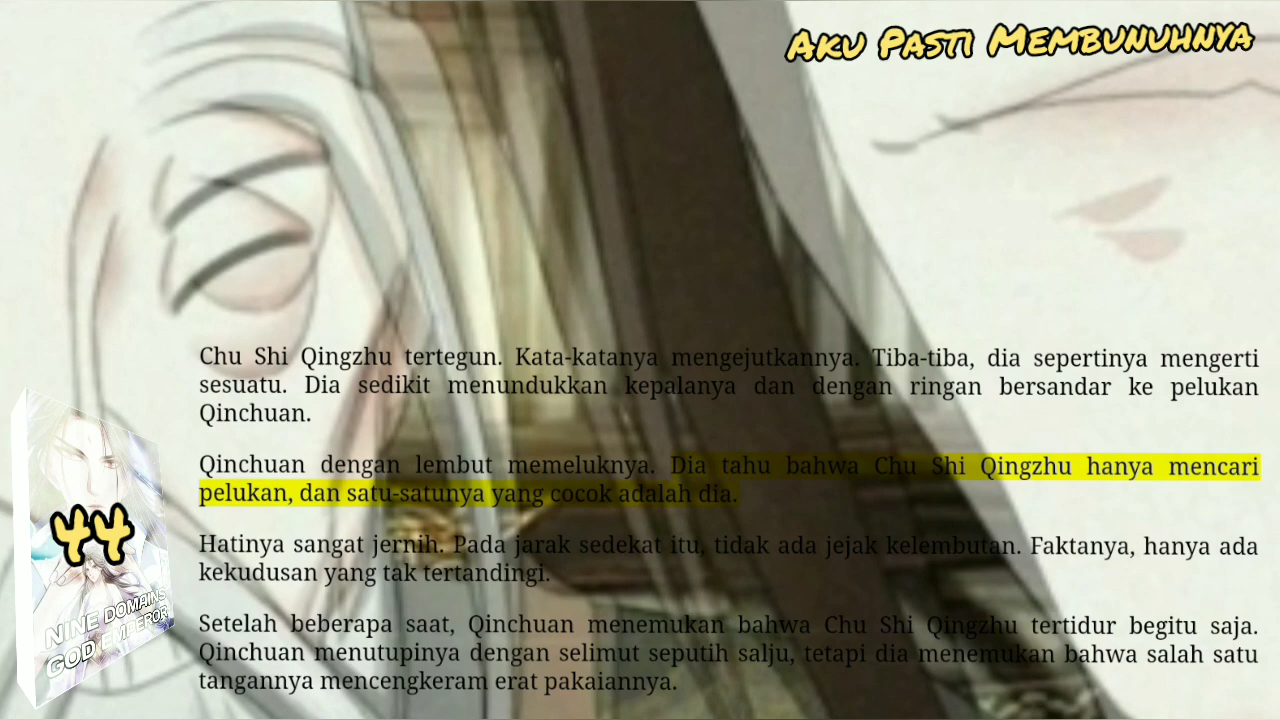 Aku Pasti Membunuhnya
Chu Shi Qingzhu tertegun. Kata-katanya mengejutkannya. Tiba-tiba, dia sepertinya mengerti
sesuatu. Dia sedikit menundukkan kepalanya dan dengan ringan bersandar ke pelukan
Qinchuan.
Qinchuan dengan lembut memeluknya. Dia tahu bahwa Chu Shi Qingzhu hanya mencari
pelukan, dan satu-satunya yang cocok adalah dia.
Hatinya sangat jernih. Pada jarak sedekat itu, tidak ada jejak kelembutan. Faktanya, hanya ada
kekudusan yang tak tertandingi.
Setelah beberapa saat, Qinchuan menemukan bahwa Chu Shi Qingzhu tertidur begitu saja.
Qinchuan menutupinya dengan selimut seputih salju, tetapi dia menemukan bahwa salah satu
tangannya mencengkeram erat pakaiannya.
44
NINE DOMAINS
GOD EMPEROR